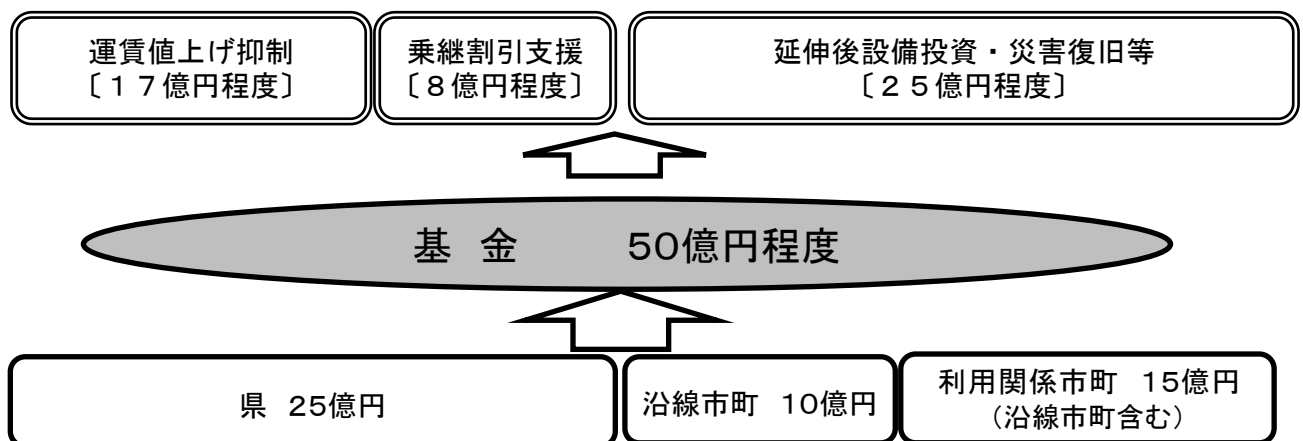 運賃値上げ抑制
〔１７億円程度〕
乗継割引支援
〔８億円程度〕
延伸後設備投資・災害復旧等
〔２５億円程度〕
基　金　　　50億円程度
県　25億円
沿線市町　10億円
利用関係市町　15億円
（沿線市町含む）